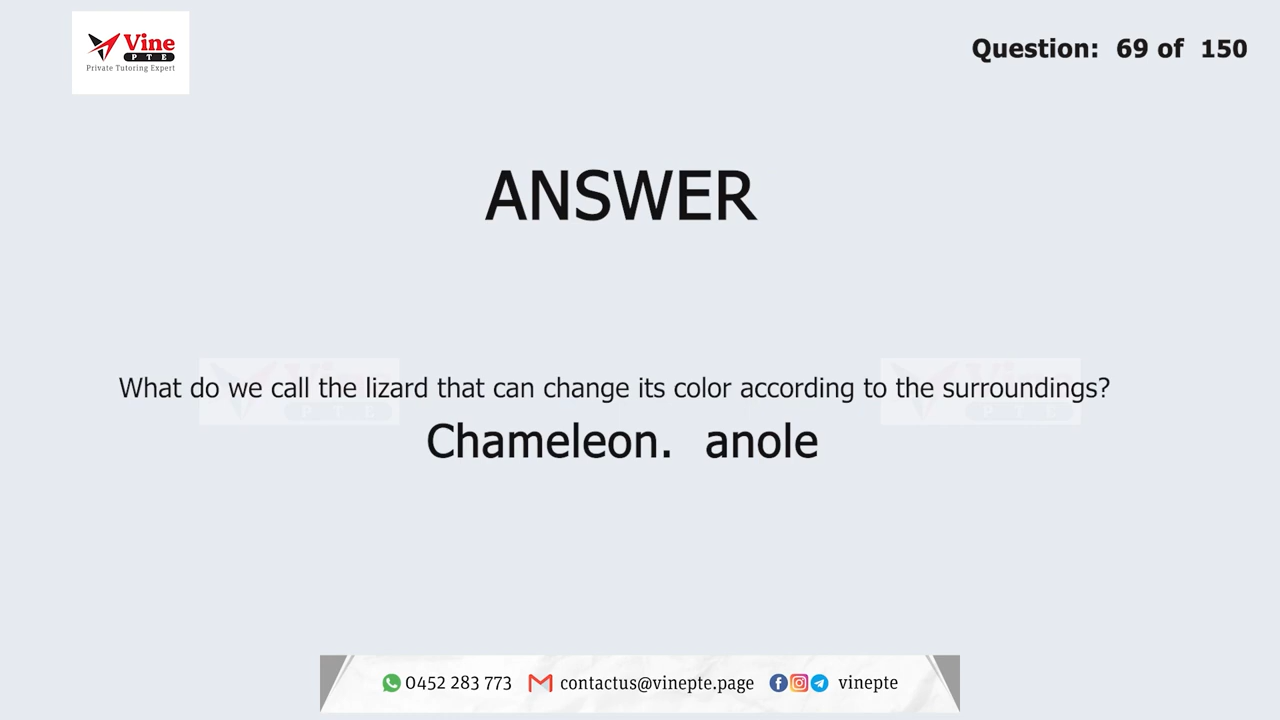 Vine
PTE
Private Tutoring Expert
Question: 69 of 150
ANSWER
What do we call the lizard that can change its color according to the surroundings?
Chameleon. anole
0452 283 773 contactus@vinepte.page vinepte